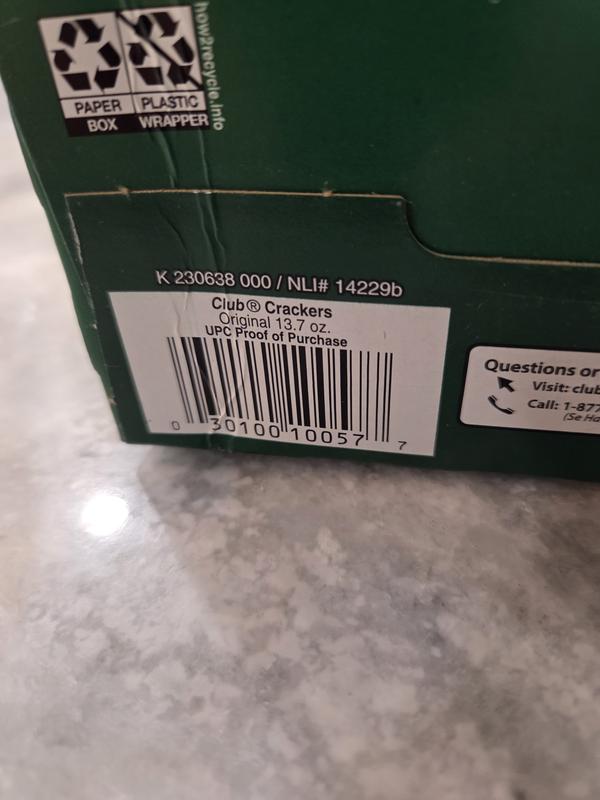 how2recycle.info
PAPER PLASTIC
BOX WRAPPER
K 230638 000 / NLI# 14229b
Club® Crackers
Original 13.7 oz.
UPC Proof of Purchase
0 30100 10057 7
Questions or
Visit: club
Call: 1-877
(Se Ha